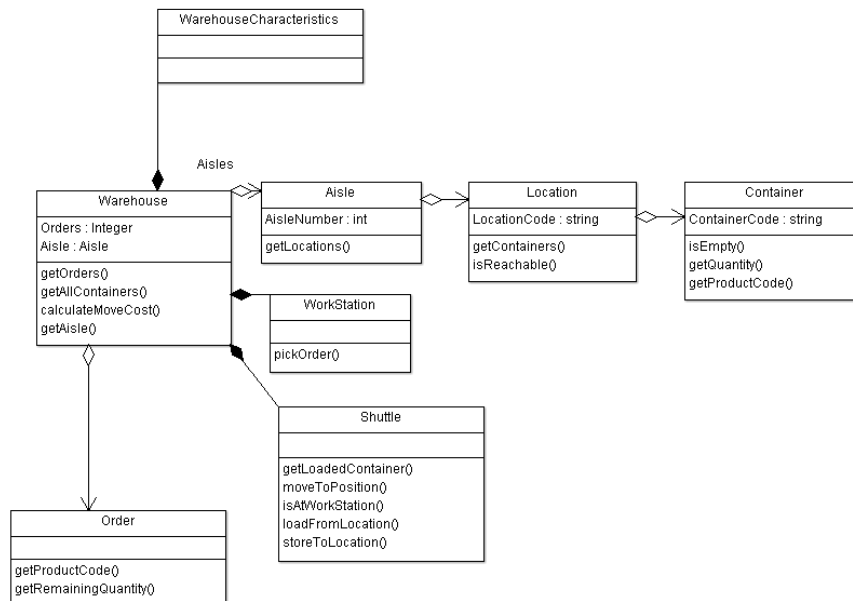 WarehouseCharacteristics
Aisles
Warehouse
Orders : Integer
Aisle : Aisle
getOrders()
getAllContainers()
calculateMoveCost()
getAisle()
Aisle
AisleNumber : int
getLocations()
Location
LocationCode : string
getContainers()
isReachable()
Container
ContainerCode : string
isEmpty()
getQuantity()
getProductCode()
WorkStation
pickOrder()
Shuttle
getLoadedContainer()
moveToPosition()
isAtWorkStation()
loadFromLocation()
storeToLocation()
Order
getProductCode()
getRemainingQuantity()